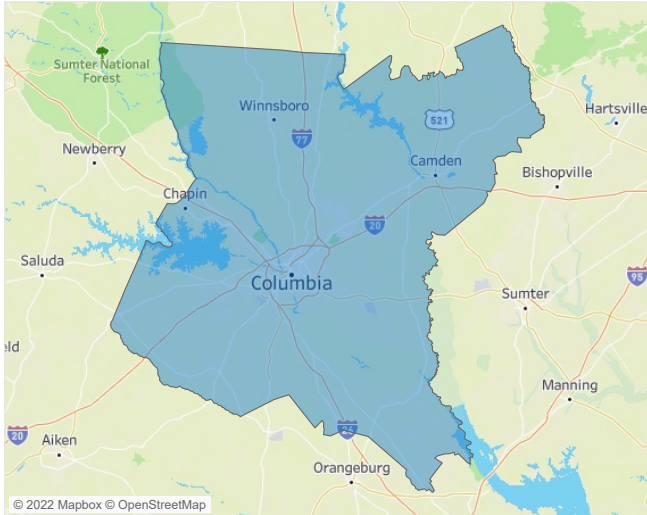 Sumter National
Forest
Winnsboro
77
521
Hartsville
Newberry
Camden
Bishopville
Chapin
20
Saluda
Columbia
95
Sumter
Manning
20
Aiken
26
Orangeburg
© 2022 Mapbox © OpenStreetMap